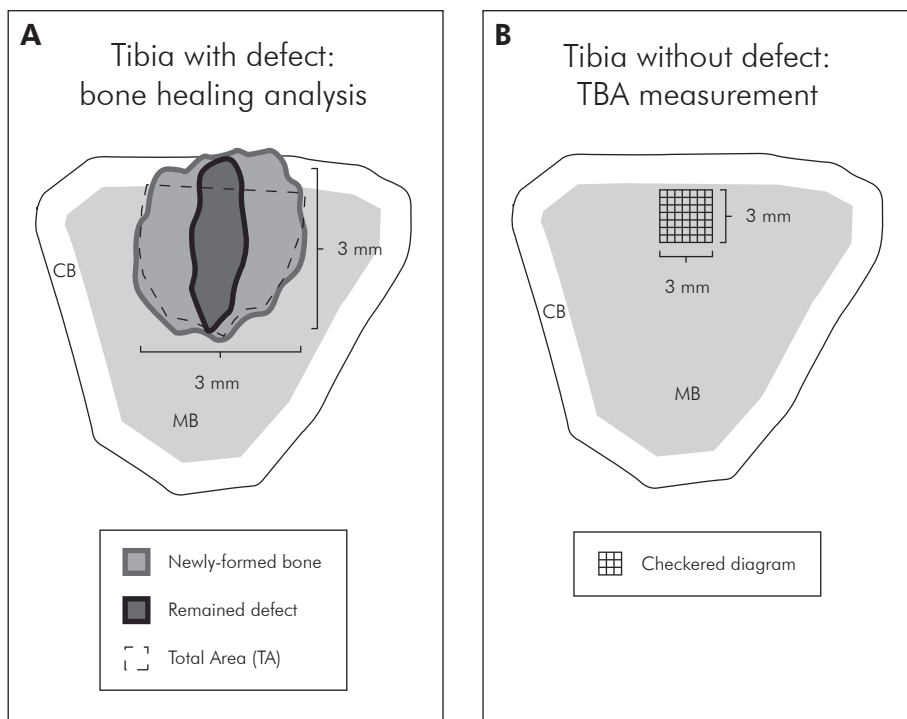 A
Tibia with defect:
bone healing analysis
CB
3 mm
3 mm
MB
Newly-formed bone
Remained defect
Total Area (TA)
B
Tibia without defect:
TBA measurement
3 mm
3 mm
CB
MB
Checkered diagram